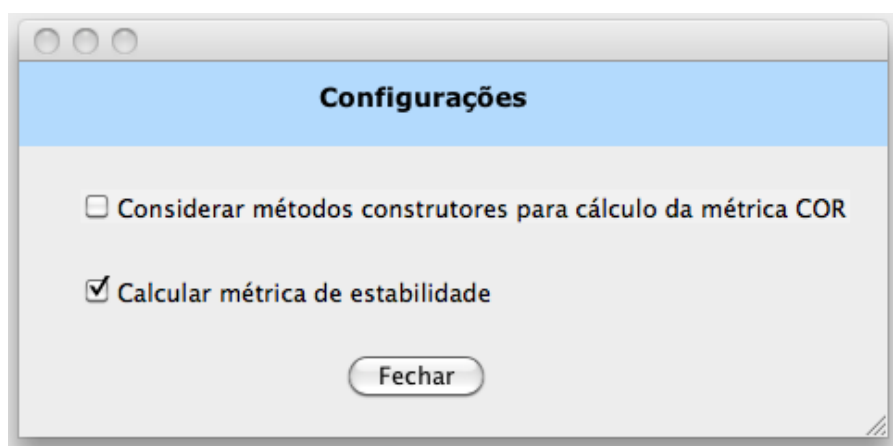 Configurações
Considerar métodos construtores para cálculo da métrica COR
Calcular métrica de estabilidade
Fechar